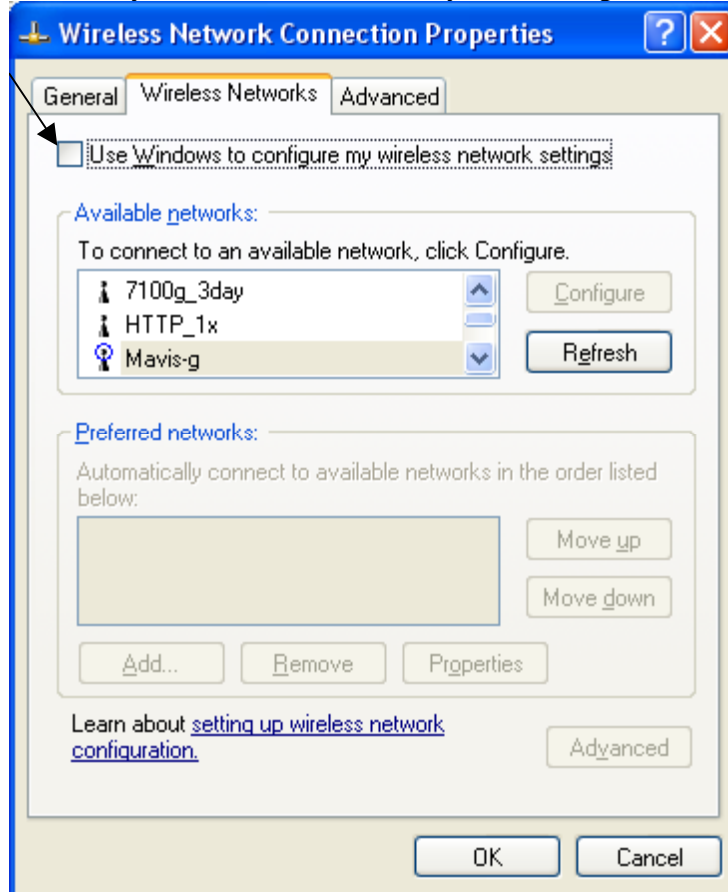 Wireless Network Connection Properties
General Wireless Networks Advanced
Use Windows to configure my wireless network settings
Available networks:
To connect to an available network, click Configure.
7100g_3day
Configure
HTTP_1x
Mavis-g
Refresh
Preferred networks:
Automatically connect to available networks in the order listed
below:
Move up
Move down
Add... Remove Properties
Learn about setting up wireless network
configuration.
Advanced
OK Cancel